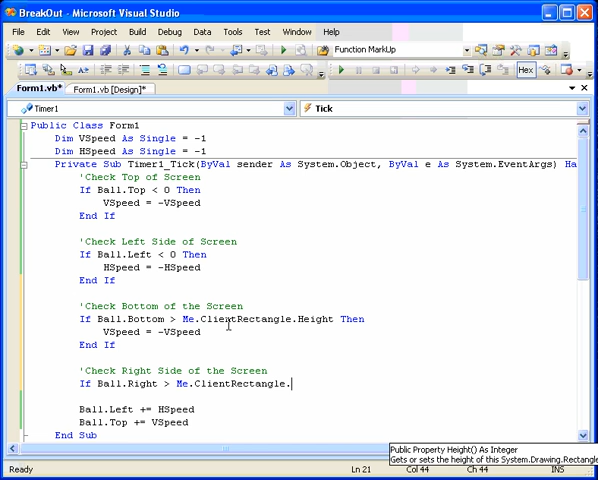 BreakOut - Microsoft Visual Studio
File Edit View Project Build Debug Data Tools Test Window Help
Function MarkUp
Hex
Form1.vb* Form1.vb [Design]*
Timer1 Tick
Public Class Form1
Dim VSpeed As Single = -1
Dim HSpeed As Single = -1
Private Sub Timer1_Tick(ByVal sender As System.Object, ByVal e As System.EventArgs) Ha
'Check Top of Screen
If Ball.Top < 0 Then
VSpeed = -VSpeed
End If
'Check Left Side of Screen
If Ball.Left < 0 Then
HSpeed = -HSpeed
End If
'Check Bottom of the Screen
If Ball.Bottom > Me.ClientRectangle.Height Then
VSpeed = -VSpeed
End If
'Check Right Side of the Screen
If Ball.Right > Me.ClientRectangle.
Ball.Left += HSpeed
Ball.Top += VSpeed
End Sub
Public Property Height() As Integer
Gets or sets the height of this System.Drawing.Rectangle
Ready Ln 21 Col 44 Ch 44